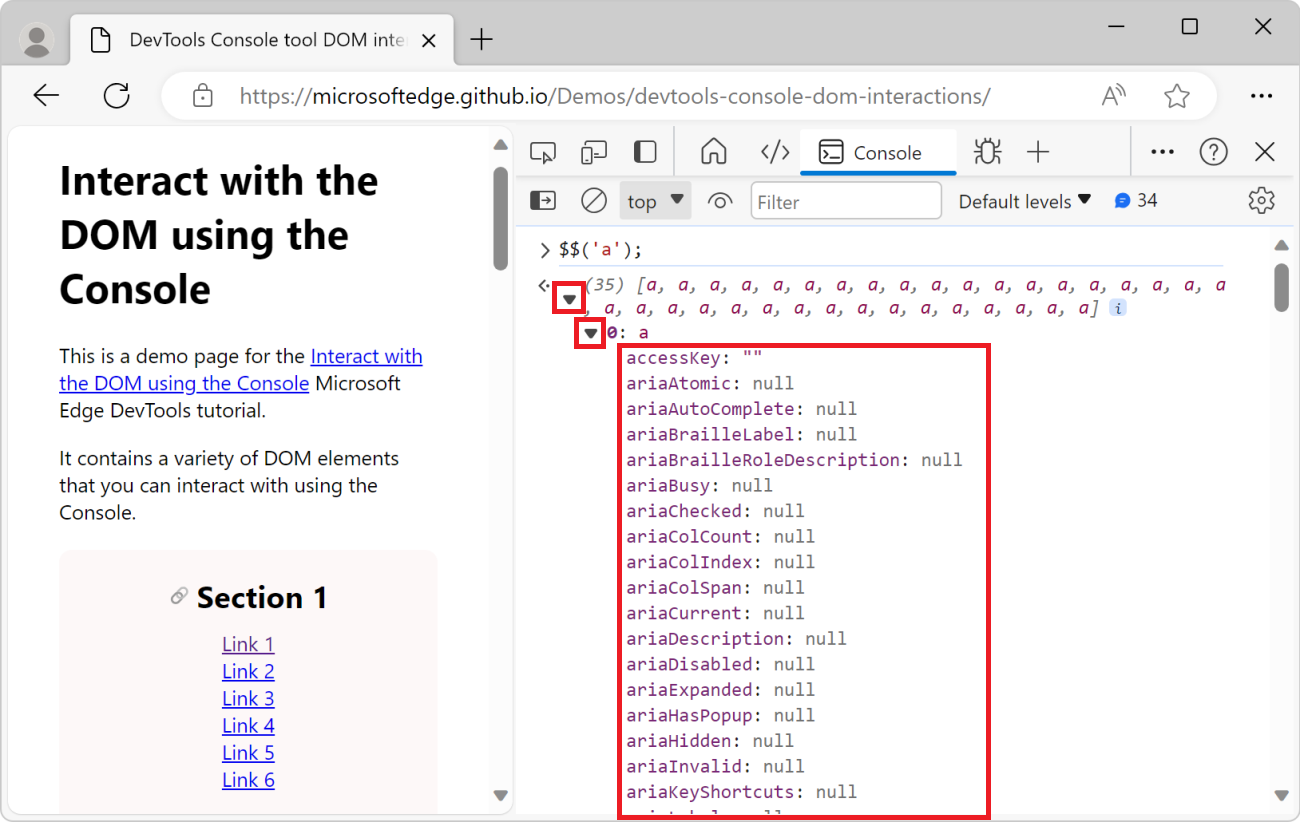 DevTools Console tool DOM inte
https://microsoftedge.github.io/Demos/devtools-console-dom-interactions/
Interact with the
DOM using the
Console
This is a demo page for the Interact with
the DOM using the Console Microsoft
Edge DevTools tutorial.
It contains a variety of DOM elements
that you can interact with using the
Console.
Section 1
Link 1
Link 2
Link 3
Link 4
Link 5
Link 6
Console
top
Filter
Default levels
34
$$('a');
(35) [a, a, a, a, a, a, a, a, a, a, a, a, a, a, a, a, a, a, a
, a, a, a, a, a, a, a, a, a, a, a, a, a, a, a, a]
0: a
accessKey: ""
ariaAtomic: null
ariaAutoComplete: null
ariaBrailleLabel: null
ariaBrailleRoleDescription: null
ariaBusy: null
ariaChecked: null
ariaColCount: null
ariaColIndex: null
ariaColSpan: null
ariaCurrent: null
ariaDescription: null
ariaDisabled: null
ariaExpanded: null
ariaHasPopup: null
ariaHidden: null
ariaInvalid: null
ariaKeyShortcuts: null